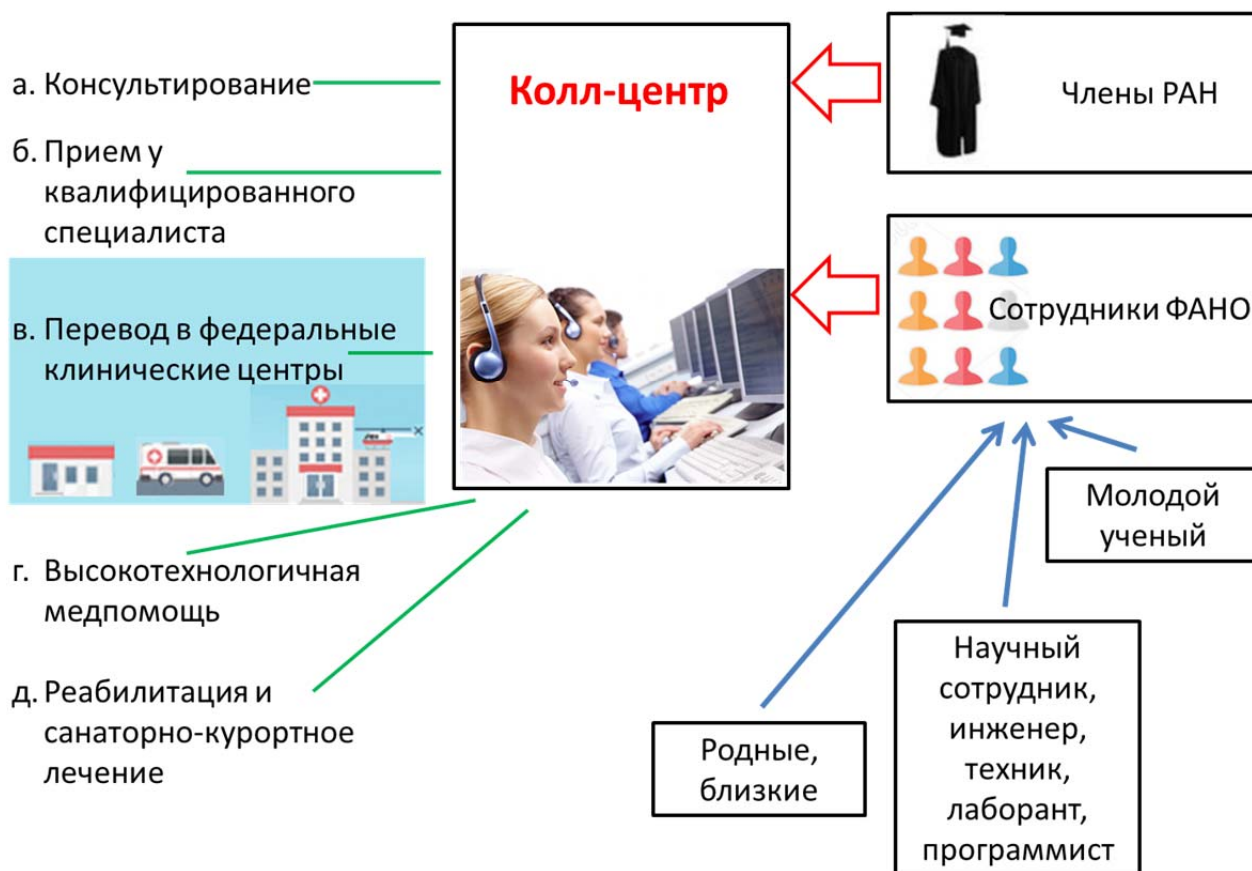 а. Консультирование
б. Прием у
квалифицированного
специалиста
в. Перевод в федеральные
клинические центры
г. Высокотехнологичная
медпомощь
д. Реабилитация и
санаторно-курортное
лечение
Колл-центр
Члены РАН
Сотрудники ФАНО
Молодой
ученый
Научный
сотрудник,
инженер,
техник,
лаборант,
программист
Родные,
близкие